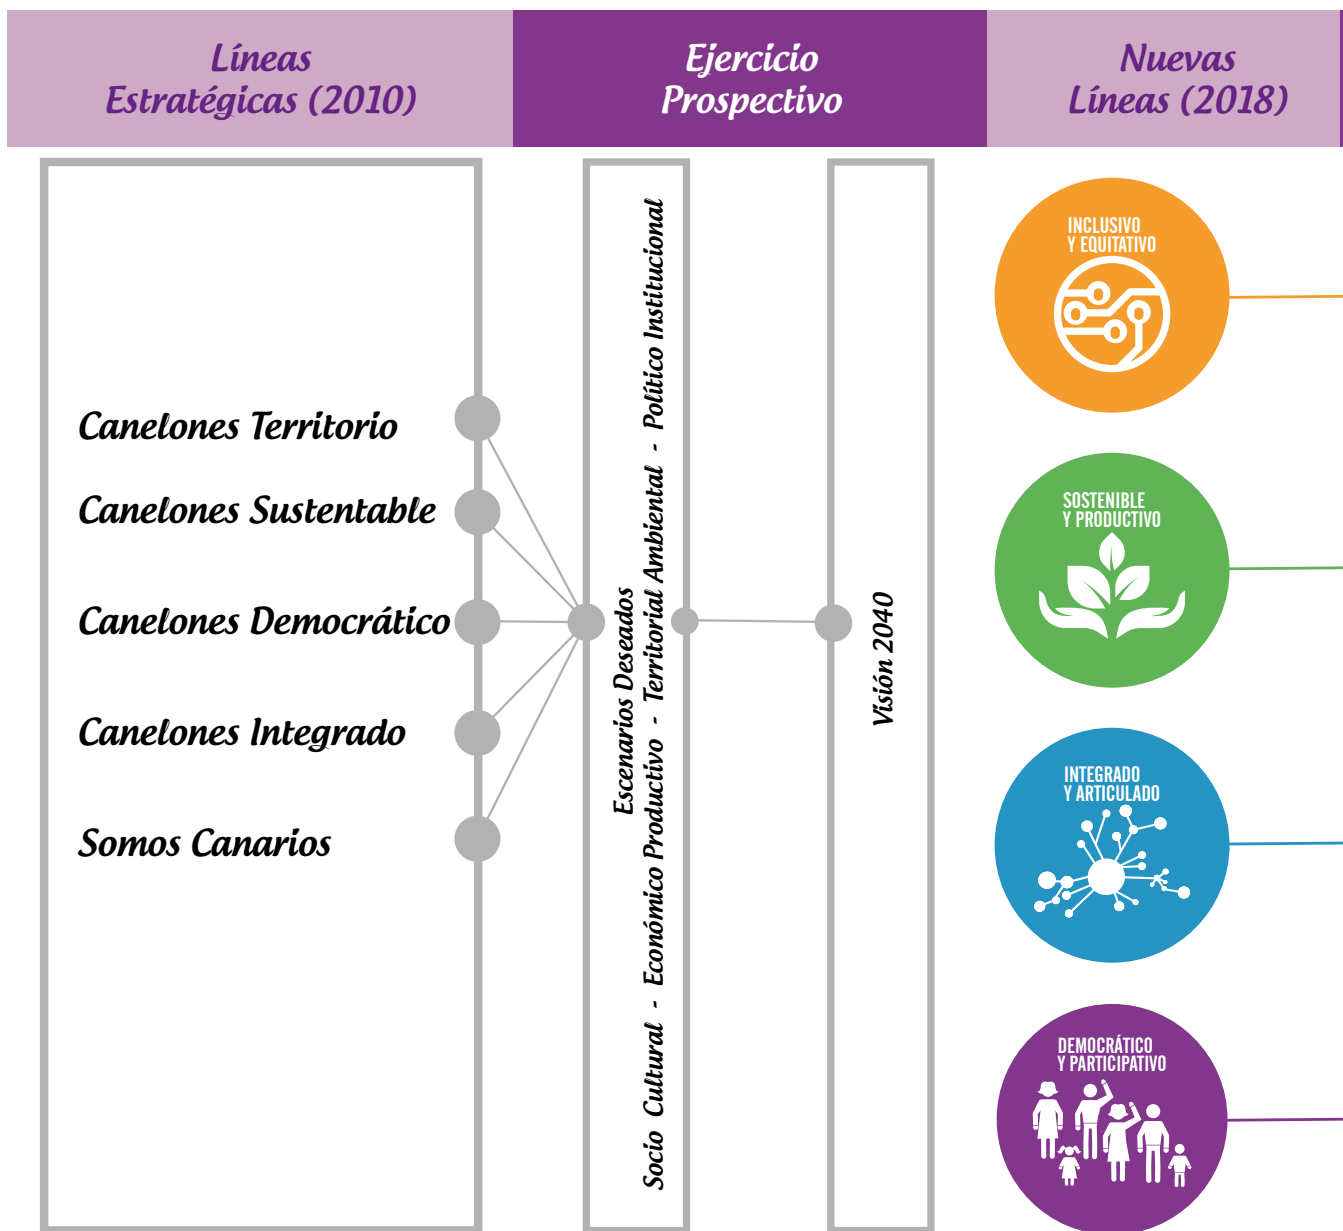 Líneas
Estratégicas (2010)
Ejercicio
Prospectivo
Nuevas
Líneas (2018)
Canelones Territorio
Canelones Sustentable
Canelones Democrático
Canelones Integrado
Somos Canarios
Escenarios Deseados
Socio Cultural - Económico Productivo - Territorial Ambiental - Político Institucional
Visión 2040
INCLUSIVO
Y EQUITATIVO
SOSTENIBLE
Y PRODUCTIVO
INTEGRADO
Y ARTICULADO
DEMOCRÁTICO
Y PARTICIPATIVO